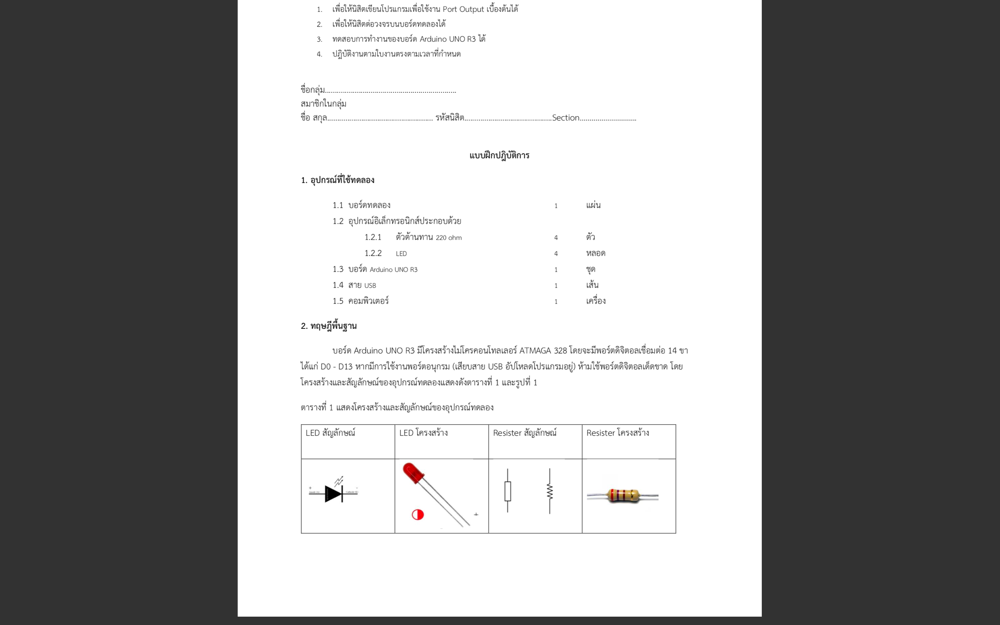 1. เพื่อให้นิสิตเขียนโปรแกรมเพื่อใช้งาน Port Output เบื้องต้นได้
2. เพื่อให้นิสิตต่อวงจรบนบอร์ดทดลองได้
3. ทดสอบการทำงานของบอร์ด Arduino UNO R3 ได้
4. ปฎิบัติงานตามใบงานตรงตามเวลาที่กำหนด
ชื่อกลุ่ม..................................................................
สมาชิกในกลุ่ม
ชื่อ สกุล..................................................... รหัสนิสิต............................................Section............................
แบบฝึกปฎิบัติการ
1. อุปกรณ์ที่ใช้ทดลอง
1.1 บอร์ดทดลอง 1 แผ่น
1.2 อุปกรณ์อิเล็กทรอนิกส์ประกอบด้วย
1.2.1 ตัวต้านทาน 220 ohm 4 ตัว
1.2.2 LED 4 หลอด
1.3 บอร์ด Arduino UNO R3 1 ชุด
1.4 สาย USB 1 เส้น
1.5 คอมพิวเตอร์ 1 เครื่อง
2. ทฤษฎีพื้นฐาน
บอร์ด Arduino UNO R3 มีโครงสร้างไม่โครคอนโทลเลอร์ ATMAGA 328 โดยจะมีพอร์ตดิจิตอลเชื่อมต่อ 14 ขา
ได้แก่ D0 - D13 หากมีการใช้งานพอร์ตอนุกรม (เสียบสาย USB อัปโหลดโปรแกรมอยู่) ห้ามใช้พอร์ตดิจิตอลเด็ดขาด โดย
โครงสร้างและสัญลักษณ์ของอุปกรณ์ทดลองแสดงดังตารางที่ 1 และรูปที่ 1
ตารางที่ 1 แสดงโครงสร้างและสัญลักษณ์ของอุปกรณ์ทดลอง
LED สัญลักษณ์ LED โครงสร้าง Resister สัญลักษณ์ Resister โครงสร้าง
+ -
Anode (A) Cathode (K)
+